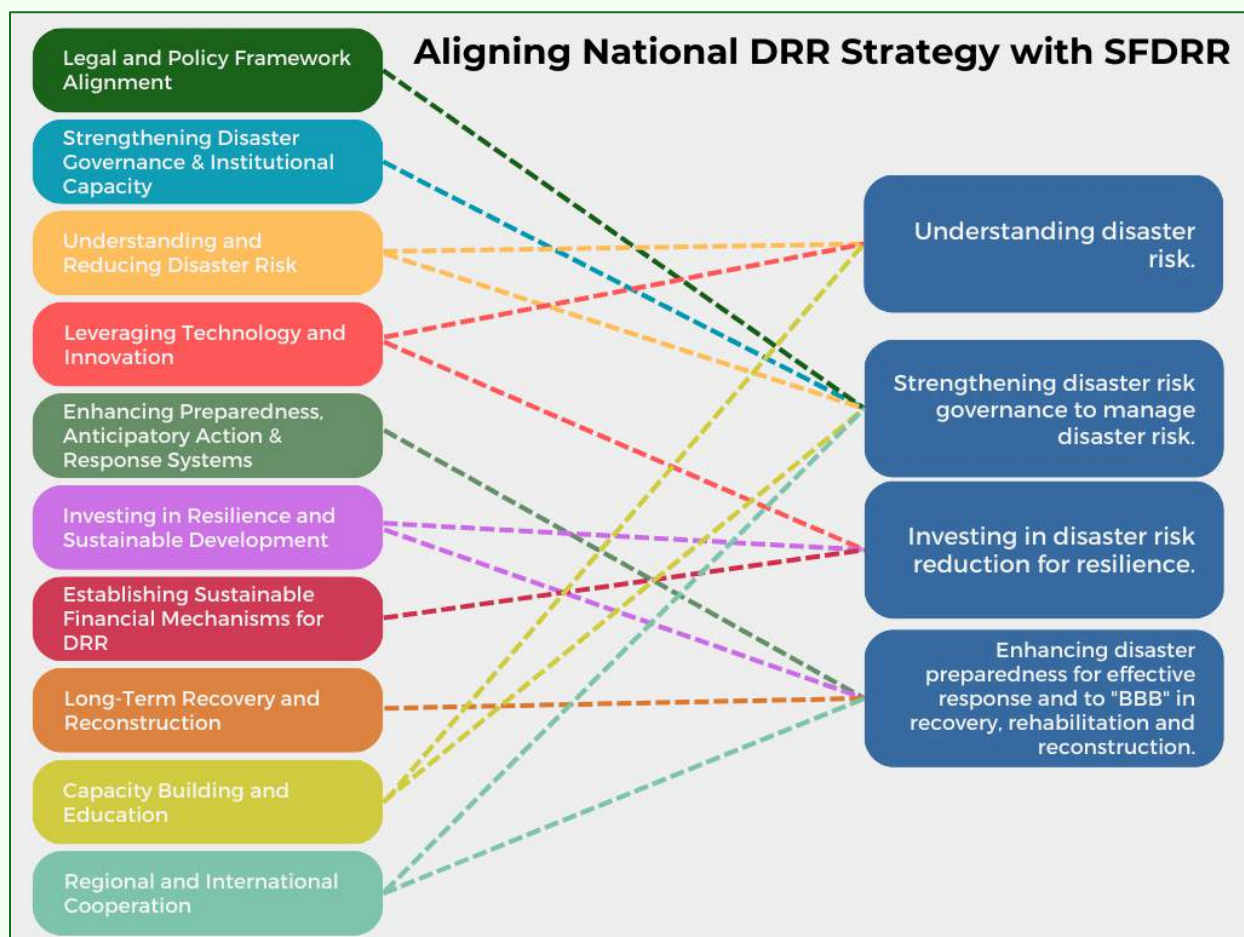 Aligning National DRR Strategy with SFDRR
Legal and Policy Framework
Alignment
Strengthening Disaster
Governance & Institutional
Capacity
Understanding and
Reducing Disaster Risk
Leveraging Technology and
Innovation
Enhancing Preparedness,
Anticipatory Action &
Response Systems
Investing in Resilience and
Sustainable Development
Establishing Sustainable
Financial Mechanisms for
DRR
Long-Term Recovery and
Reconstruction
Capacity Building and
Education
Regional and International
Cooperation
Understanding disaster
risk.
Strengthening disaster risk
governance to manage
disaster risk.
Investing in disaster risk
reduction for resilience.
Enhancing disaster
preparedness for effective
response and to "BBB" in
recovery, rehabilitation and
reconstruction.